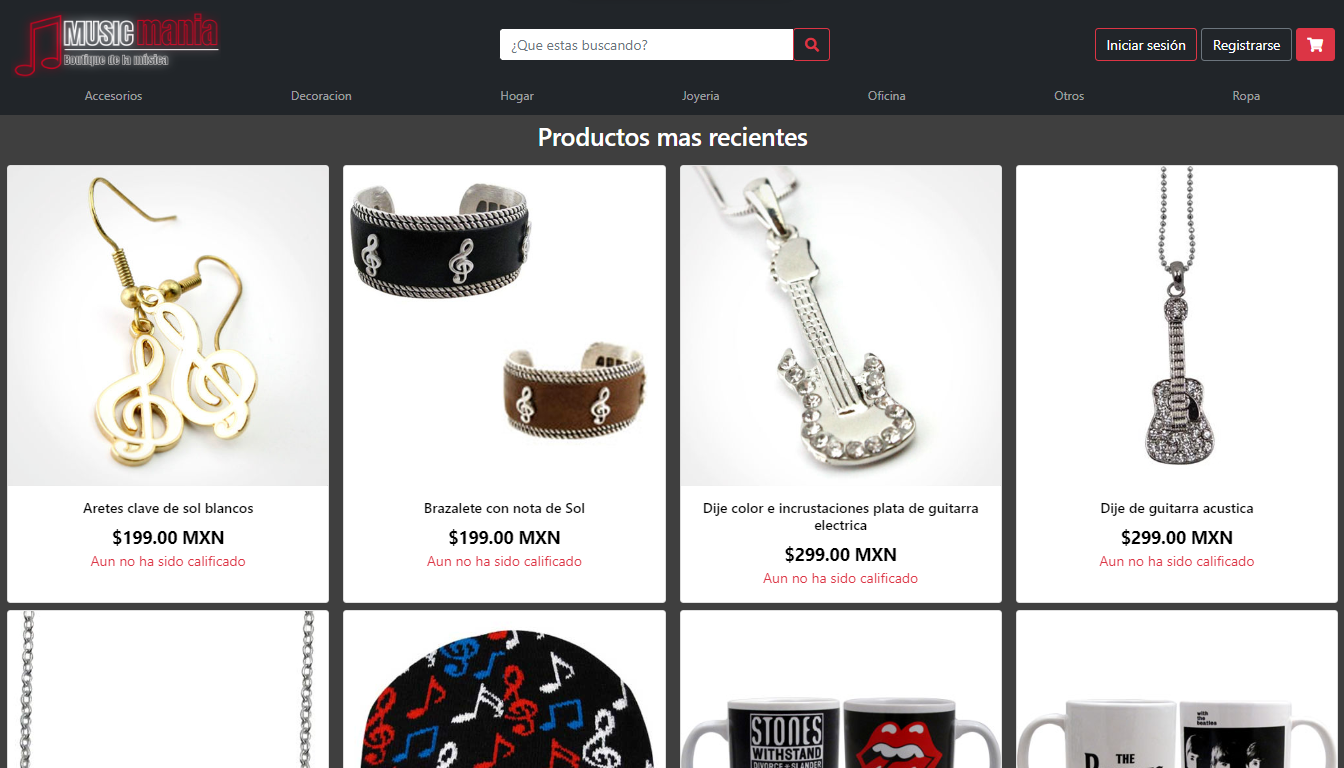 MUSIC mania
Boutique de la música
¿Que estas buscando?
Iniciar sesión
Registrarse
Accesorios
Decoracion
Hogar
Joyeria
Oficina
Otros
Ropa
Productos mas recientes
Aretes clave de sol blancos
$199.00 MXN
Aun no ha sido calificado
Brazalete con nota de Sol
$199.00 MXN
Aun no ha sido calificado
Dije color e incrustaciones plata de guitarra
electrica
$299.00 MXN
Aun no ha sido calificado
Dije de guitarra acustica
$299.00 MXN
Aun no ha sido calificado
STONES
WITHSTAND
DIVORCE & SLANDER
THE
with
the
beatles